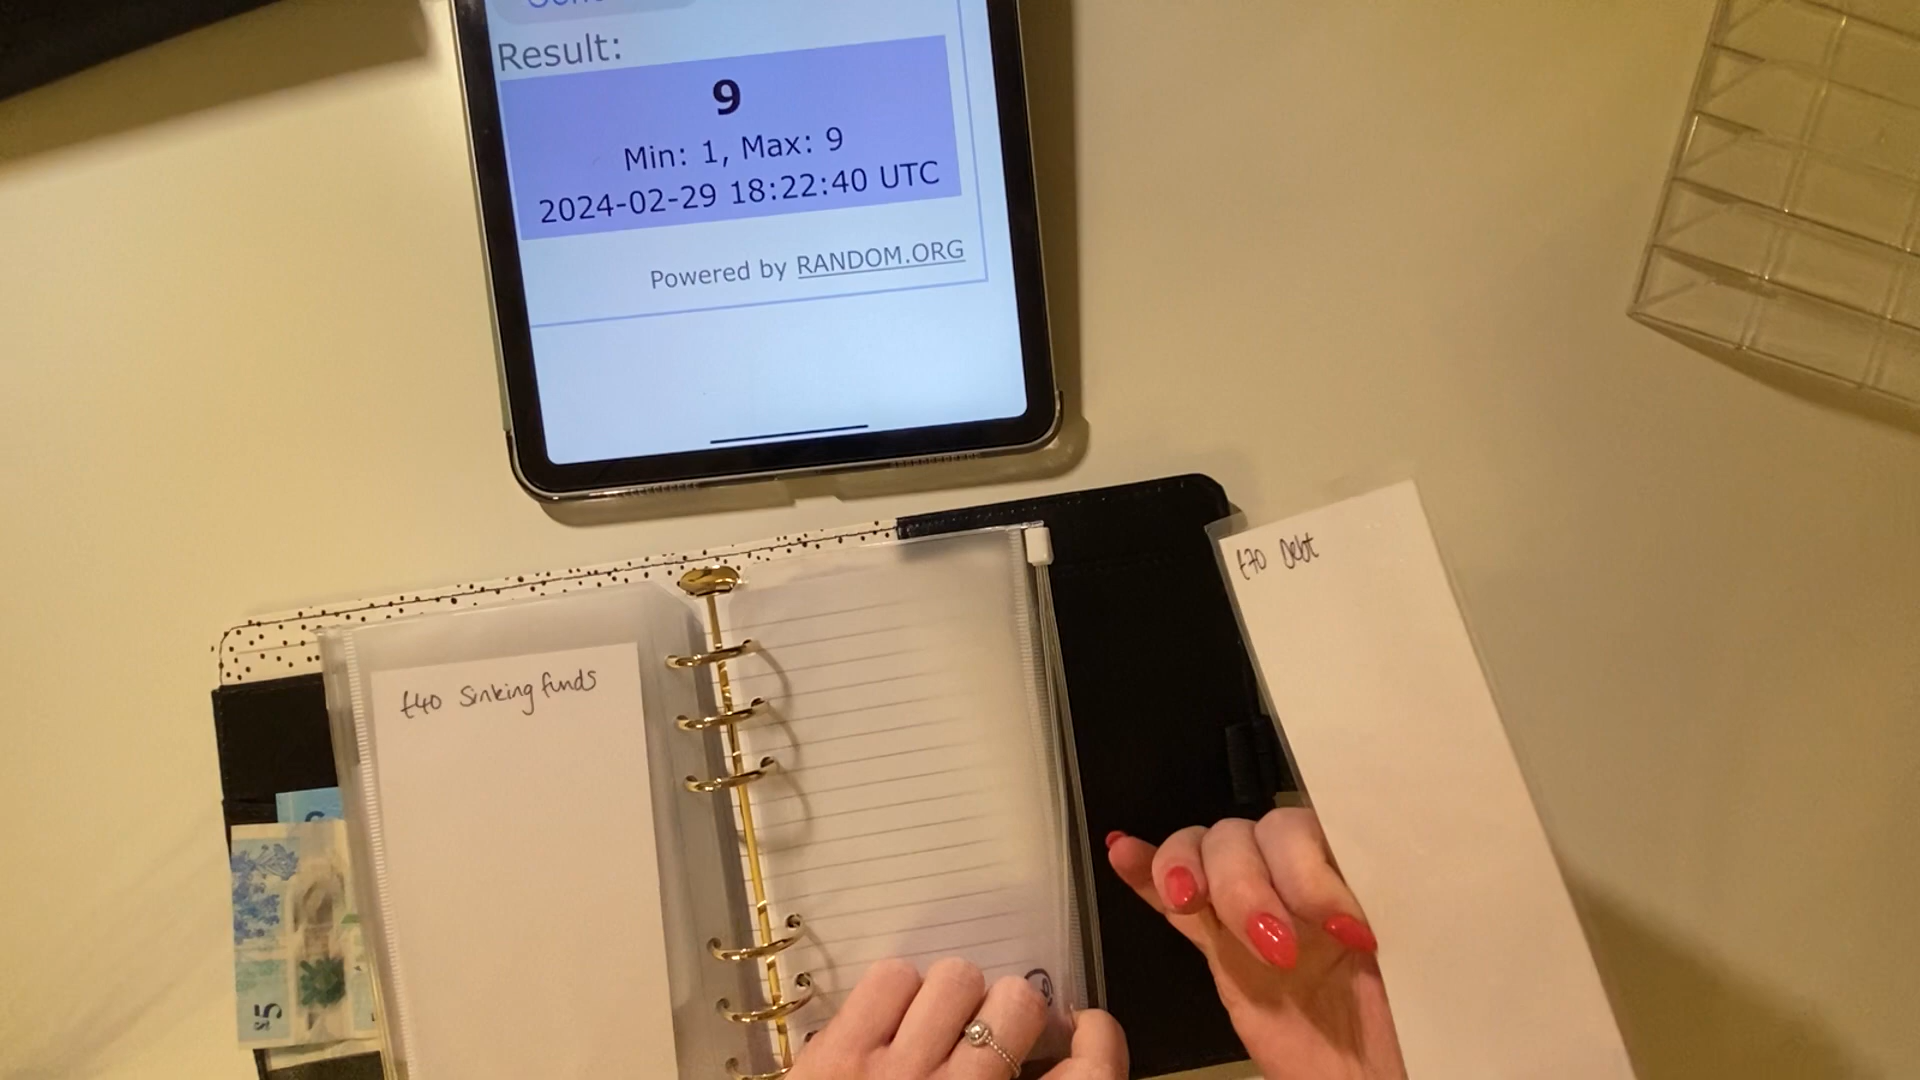 Result:
9
Min: 1, Max: 9
2024-02-29 18:22:40 UTC
Powered by RANDOM.ORG
£70 Debt
£40 Sinking funds
£5